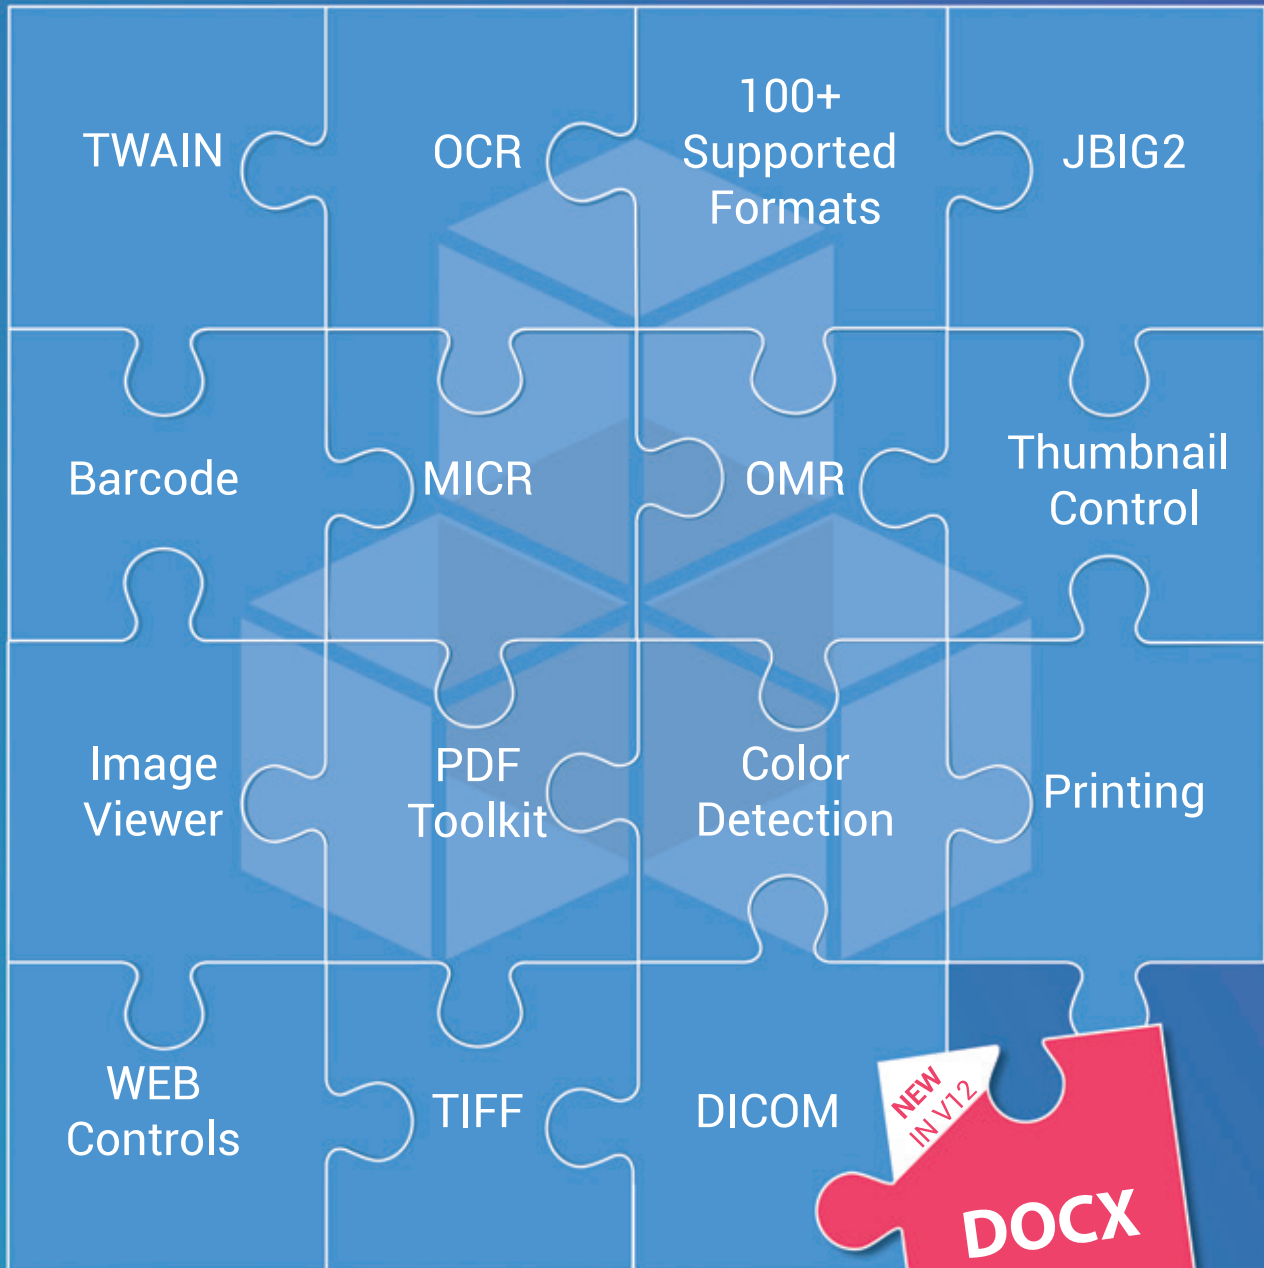 TWAIN
OCR
100+
Supported
Formats
JBIG2
Barcode
MICR
OMR
Thumbnail
Control
Image
Viewer
PDF
Toolkit
Color
Detection
Printing
WEB
Controls
TIFF
DICOM
NEW
IN V12
DOCX